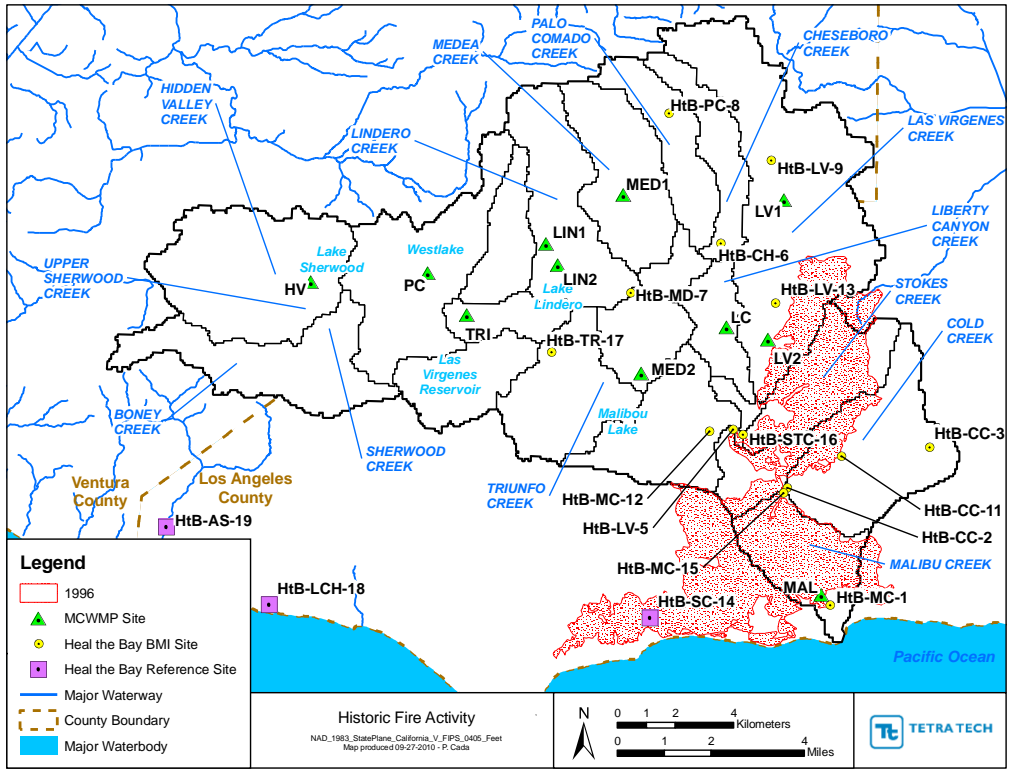 PALO
COMADO
CREEK
CHESEBORO
CREEK
MEDEA
CREEK
HIDDEN
VALLEY
CREEK
HtB-PC-8
LAS VIRGENES
CREEK
LINDERO
CREEK
HtB-LV-9
MED1
LV1
LIBERTY
CANYON
CREEK
LIN1
Lake
Sherwood
Westlake
HtB-CH-6
UPPER
SHERWOOD
CREEK
HV
PC
LIN2
Lake
Lindero
HtB-MD-7
HtB-LV-13
STOKES
CREEK
TRI
LC
COLD
CREEK
HtB-TR-17
LV2
Las
Virgenes
Reservoir
MED2
BONEY
CREEK
Malibou
Lake
HtB-STC-16
HtB-CC-3
SHERWOOD
CREEK
Ventura
County
Los Angeles
County
TRIUNFO
CREEK
HtB-MC-12
HtB-CC-11
HtB-AS-19
HtB-LV-5
HtB-CC-2
HtB-MC-15
MALIBU CREEK
HtB-LCH-18
MAL
HtB-MC-1
HtB-SC-14
Pacific Ocean
Legend
1996
MCWMP Site
Heal the Bay BMI Site
Heal the Bay Reference Site
Major Waterway
County Boundary
Major Waterbody
Historic Fire Activity
NAD_1983_StatePlane_California_V_FIPS_0405_Feet
Map produced 09-27-2010 - P. Cada
N
0 1 2 4
Kilometers
0 1 2 4
Miles
Tt TETRA TECH